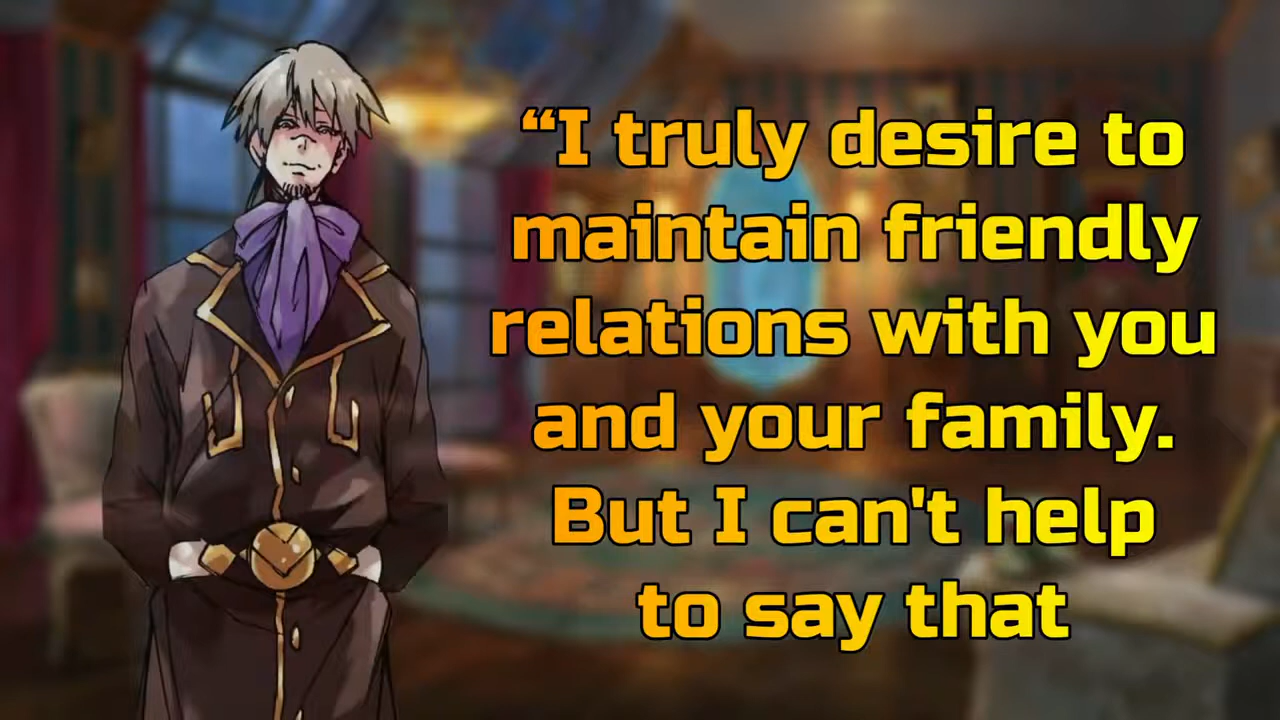 “I truly desire to
maintain friendly
relations with you
and your family.
But I can't help
to say that